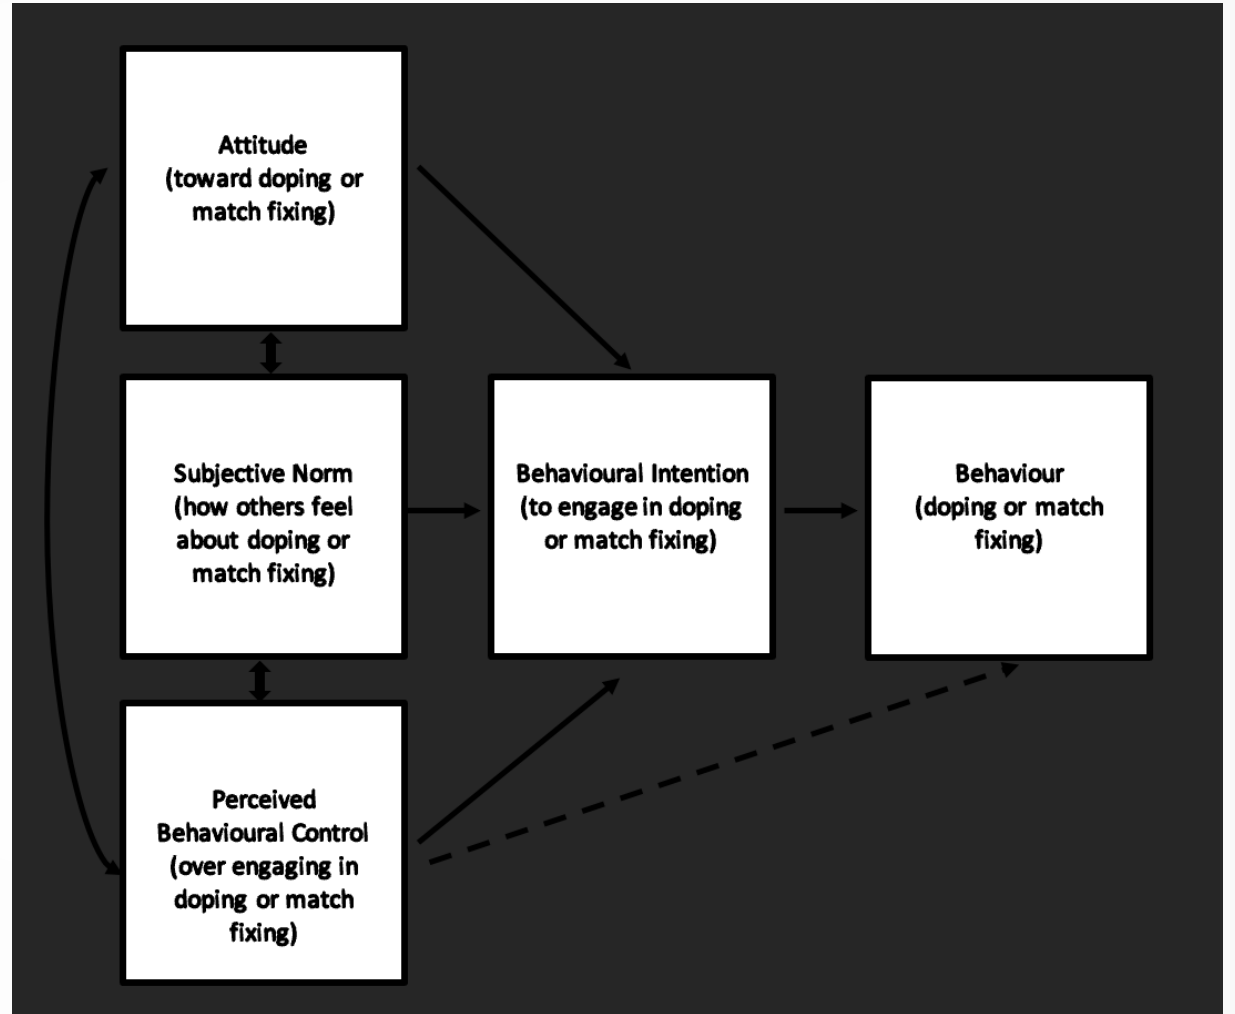 Attitude
(toward doping or
match fixing)
Subjective Norm
(how others feel
about doping or
match fixing)
Behavioural Intention
(to engage in doping
or match fixing)
Behaviour
(doping or match
fixing)
Perceived
Behavioural Control
(over engaging in
doping or match
fixing)